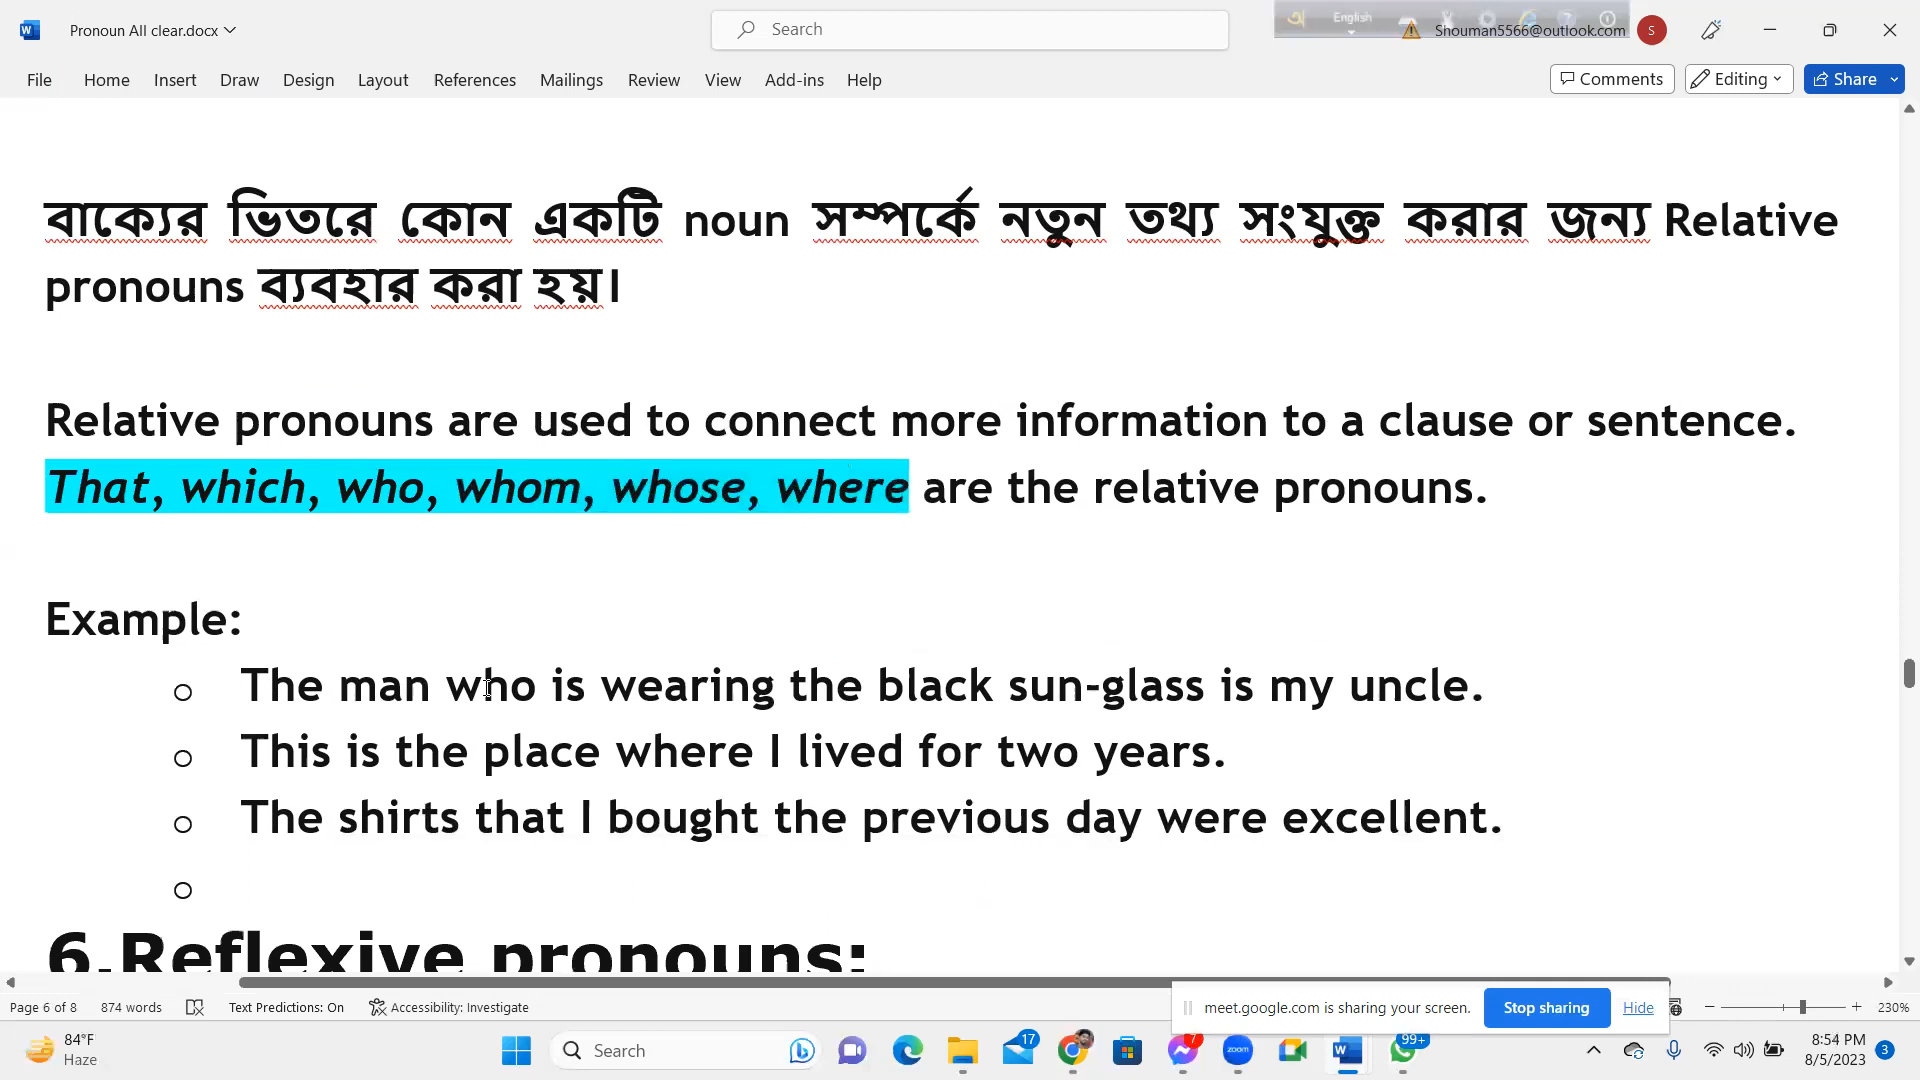 Pronoun All clear.docx
Search
English
Shouman5566@outlook.com
S
File Home Insert Draw Design Layout References Mailings Review View Add-ins Help
Comments Editing Share
বাক্যের ভিতরে কোন একটি noun সম্পর্কে নতুন তথ্য সংযুক্ত করার জন্য Relative
pronouns ব্যবহার করা হয়।
Relative pronouns are used to connect more information to a clause or sentence.
That, which, who, whom, whose, where are the relative pronouns.
Example:
o The man who is wearing the black sun-glass is my uncle.
o This is the place where I lived for two years.
o The shirts that I bought the previous day were excellent.
o
6.Reflexive pronouns:
Page 6 of 8 874 words Text Predictions: On Accessibility: Investigate
meet.google.com is sharing your screen. Stop sharing Hide
230%
84°F
Haze
Search
17
7
zoom
99+
8:54 PM
8/5/2023
3